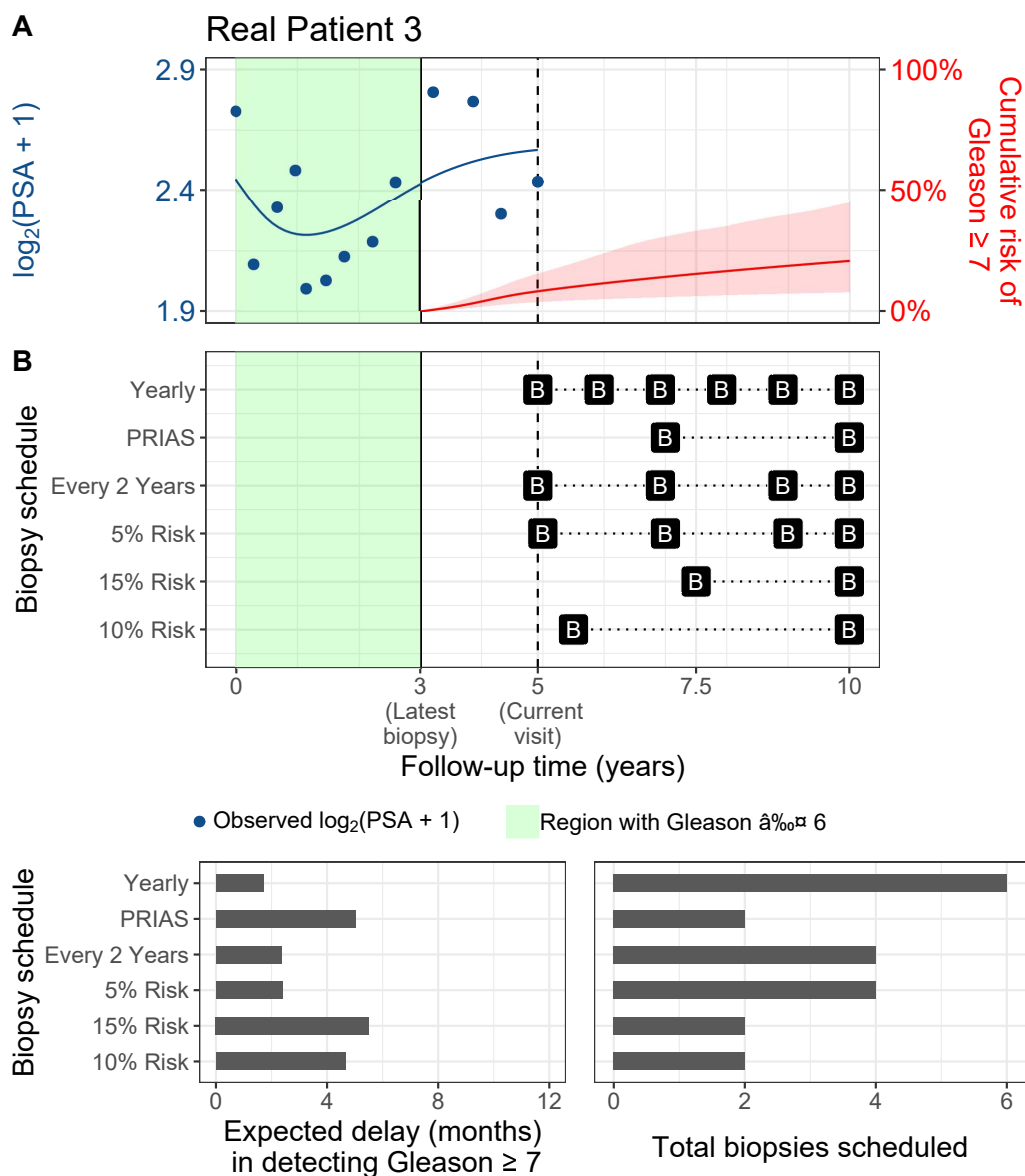 A
Real Patient 3
2.9
2.4
1.9
log₂(PSA + 1)
100%
50%
0%
Cumulative risk of
Gleason ≥ 7
B
Biopsy schedule
Yearly
B B B B B B
PRIAS
B B
Every 2 Years
B B B B
5% Risk
B B B B
15% Risk
B B
10% Risk
B B
0 3 5 7.5 10
(Latest (Current
biopsy) visit)
Follow-up time (years)
Observed log₂(PSA + 1) Region with Gleason â‰¤ 6
Biopsy schedule
Yearly
PRIAS
Every 2 Years
5% Risk
15% Risk
10% Risk
0 4 8 12
Expected delay (months)
in detecting Gleason ≥ 7
0 2 4 6
Total biopsies scheduled